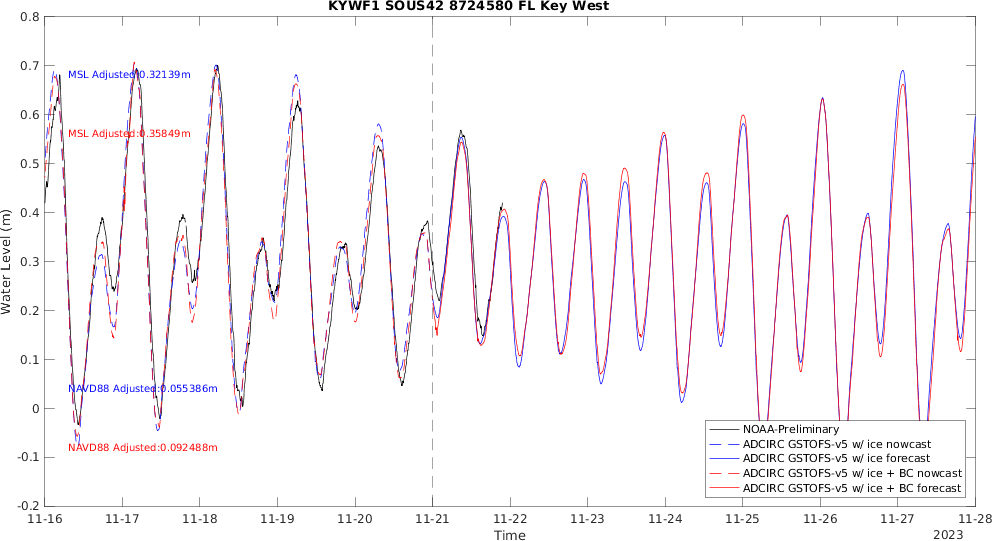 KYWF1 SOUS42 8724580 FL Key West
0.8
0.7
0.6
0.5
0.4
0.3
0.2
0.1
0
-0.1
-0.2
Water Level (m)
MSL Adjusted:0.32139m
MSL Adjusted:0.35849m
NAVD88 Adjusted:0.055386m
NAVD88 Adjusted:0.092488m
NOAA-Preliminary
ADCIRC GSTOFS-v5 w/ ice nowcast
ADCIRC GSTOFS-v5 w/ ice forecast
ADCIRC GSTOFS-v5 w/ ice + BC nowcast
ADCIRC GSTOFS-v5 w/ ice + BC forecast
11-16 11-17 11-18 11-19 11-20 11-21 11-22 11-23 11-24 11-25 11-26 11-27 11-28
Time
2023